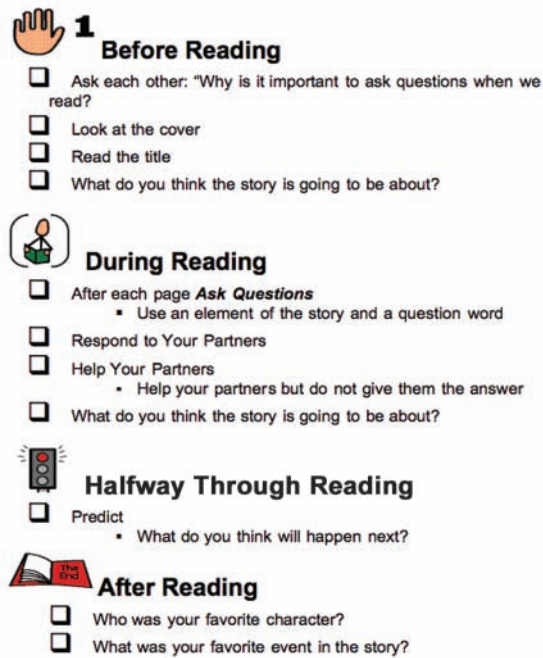 1
Before Reading
❑ Ask each other: "Why is it important to ask questions when we
read?
❑ Look at the cover
❑ Read the title
❑ What do you think the story is going to be about?
During Reading
❑ After each page Ask Questions
▪ Use an element of the story and a question word
❑ Respond to Your Partners
❑ Help Your Partners
▪ Help your partners but do not give them the answer
❑ What do you think the story is going to be about?
Halfway Through Reading
❑ Predict
▪ What do you think will happen next?
The
End
After Reading
❑ Who was your favorite character?
❑ What was your favorite event in the story?